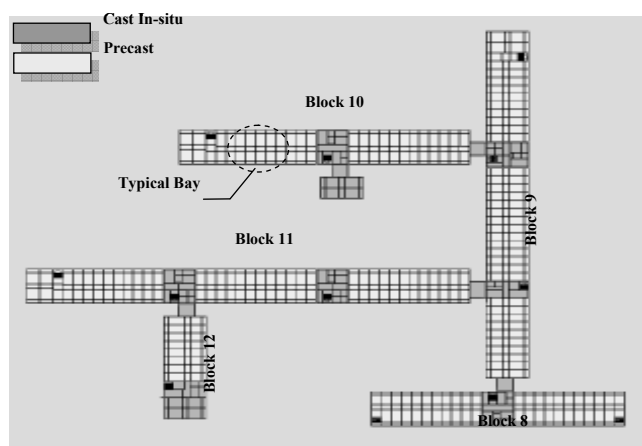 Cast In-situ
Precast
Block 10
Typical Bay
Block 9
Block 11
Block 12
Block 8